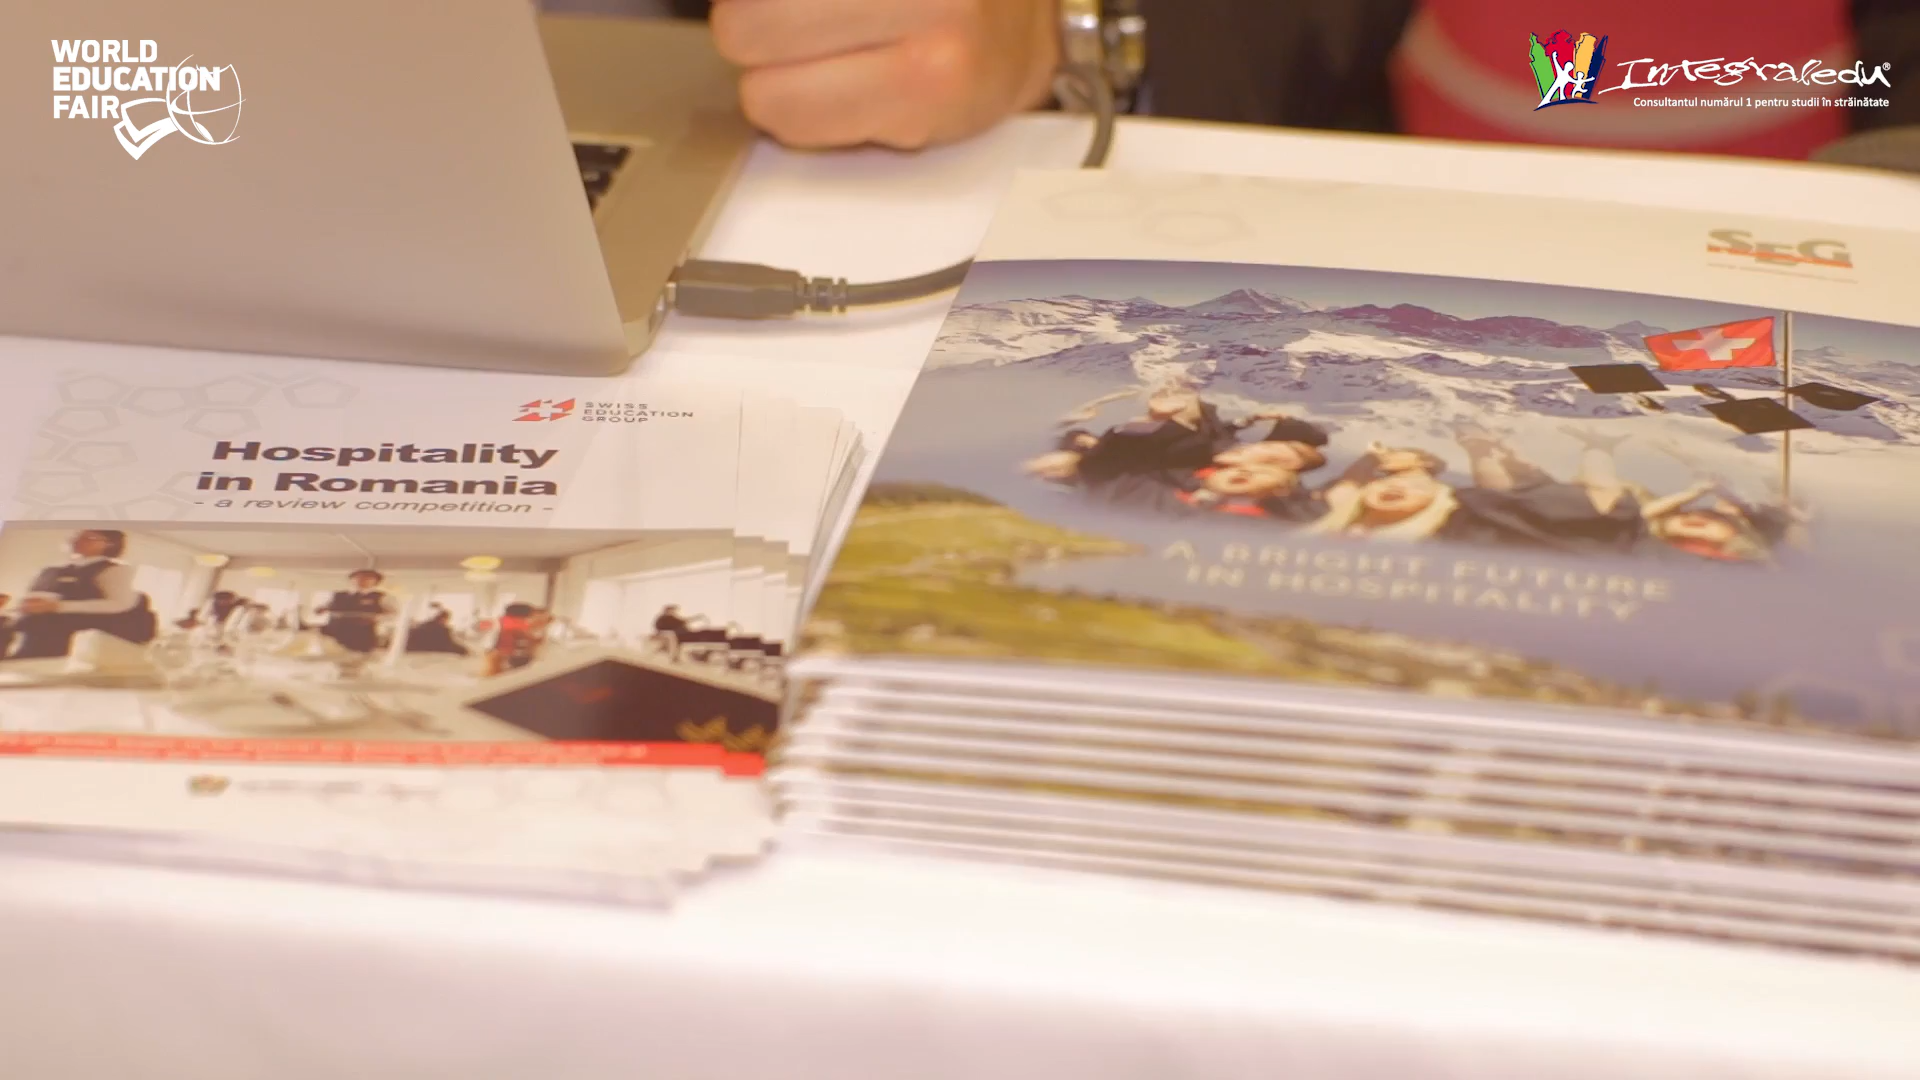 WORLD
EDUCATION
FAIR
Integraledu®
Consultantul numărul 1 pentru studii în străinătate
SEG
SWISS
EDUCATION
GROUP
Hospitality
in Romania
- a review competition -
A BRIGHT FUTURE
IN HOSPITALITY